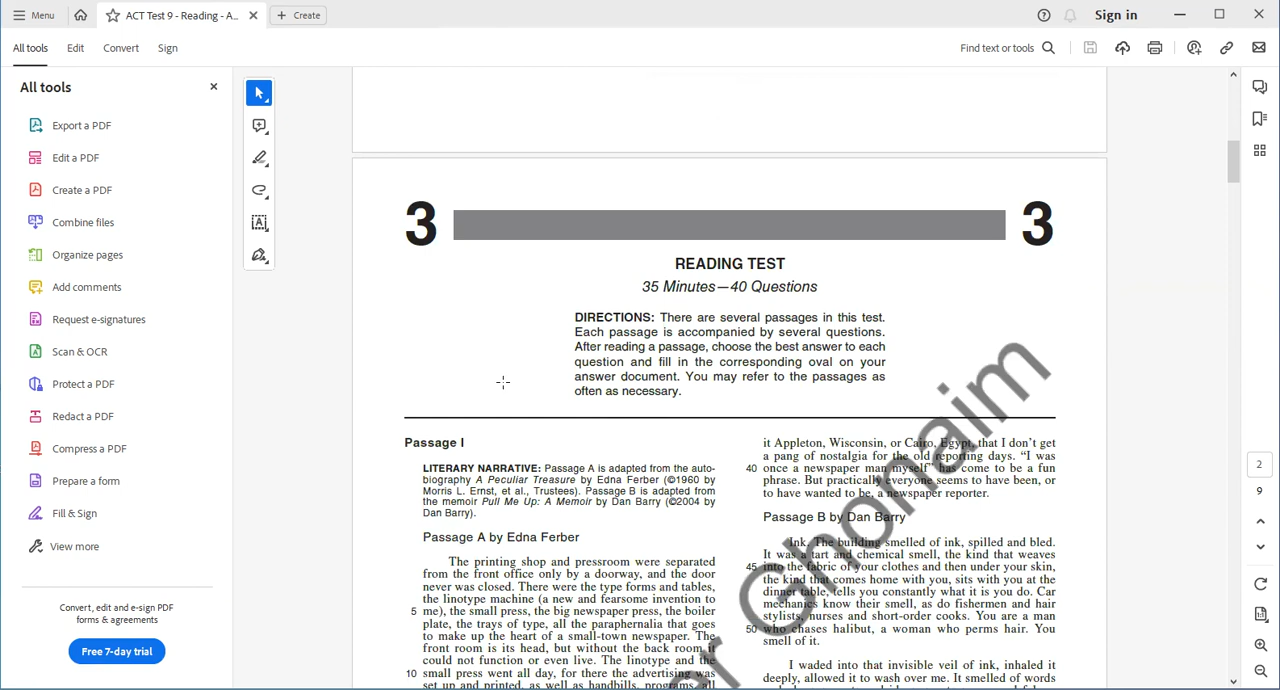 Menu
ACT Test 9 - Reading - A...
Create
Sign in
All tools
Edit
Convert
Sign
Find text or tools
All tools
Export a PDF
Edit a PDF
Create a PDF
Combine files
Organize pages
Add comments
Request e-signatures
Scan & OCR
Protect a PDF
Redact a PDF
Compress a PDF
Prepare a form
Fill & Sign
View more
Convert, edit and e-sign PDF
forms & agreements
Free 7-day trial
3
3
READING TEST
35 Minutes—40 Questions
DIRECTIONS: There are several passages in this test.
Each passage is accompanied by several questions.
After reading a passage, choose the best answer to each
question and fill in the corresponding oval on your
answer document. You may refer to the passages as
often as necessary.
Passage I
LITERARY NARRATIVE: Passage A is adapted from the auto-
biography A Peculiar Treasure by Edna Ferber (©1960 by
Morris L. Ernst, et al., Trustees). Passage B is adapted from
the memoir Pull Me Up: A Memoir by Dan Barry (©2004 by
Dan Barry).
Passage A by Edna Ferber
The printing shop and pressroom were separated
from the front office only by a doorway, and the door
never was closed. There were the type forms and tables,
the linotype machine (a new and fearsome invention to
5 me), the small press, the big newspaper press, the boiler
plate, the trays of type, all the paraphernalia that goes
to make up the heart of a small-town newspaper. The
front room is its head, but without the back room it
could not function or even live. The linotype and the
10 small press went all day, for there the advertising was
set up and printed, as well as handbills, programs, all
it Appleton, Wisconsin, or Cairo, Egypt, that I don't get
a pang of nostalgia for the old reporting days. "I was
40 once a newspaper man myself" has come to be a fun
phrase. But practically everyone seems to have been, or
to have wanted to be, a newspaper reporter.
Passage B by Dan Barry
Ink. The building smelled of ink, spilled and bled.
It was a tart and chemical smell, the kind that weaves
45 into the fabric of your clothes and then under your skin,
the kind that comes home with you, sits with you at the
dinner table, tells you constantly what it is you do. Car
mechanics know their smell, as do fishermen and hair
stylists, nurses and short-order cooks. You are a man
50 who chases halibut, a woman who perms hair. You
smell of it.
I waded into that invisible veil of ink, inhaled it
deeply, allowed it to wash over me. It smelled of words
er Ghonaim
2
9